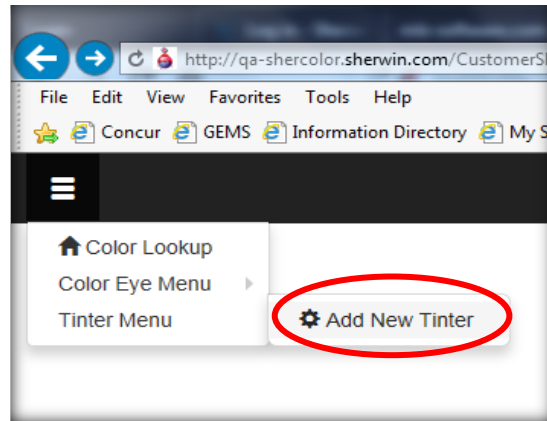 http://qa-shercolor.sherwin.com/CustomerS
File Edit View Favorites Tools Help
Concur GEMS Information Directory My S
Color Lookup
Color Eye Menu
Tinter Menu Add New Tinter